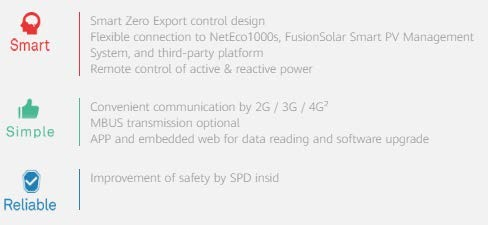 Smart
Smart Zero Export control design
Flexible connection to NetEco1000s, FusionSolar Smart PV Management
System, and third-party platform
Remote control of active & reactive power
Simple
Convenient communication by 2G / 3G / 4G²
MBUS transmission optional
APP and embedded web for data reading and software upgrade
Reliable
Improvement of safety by SPD insid